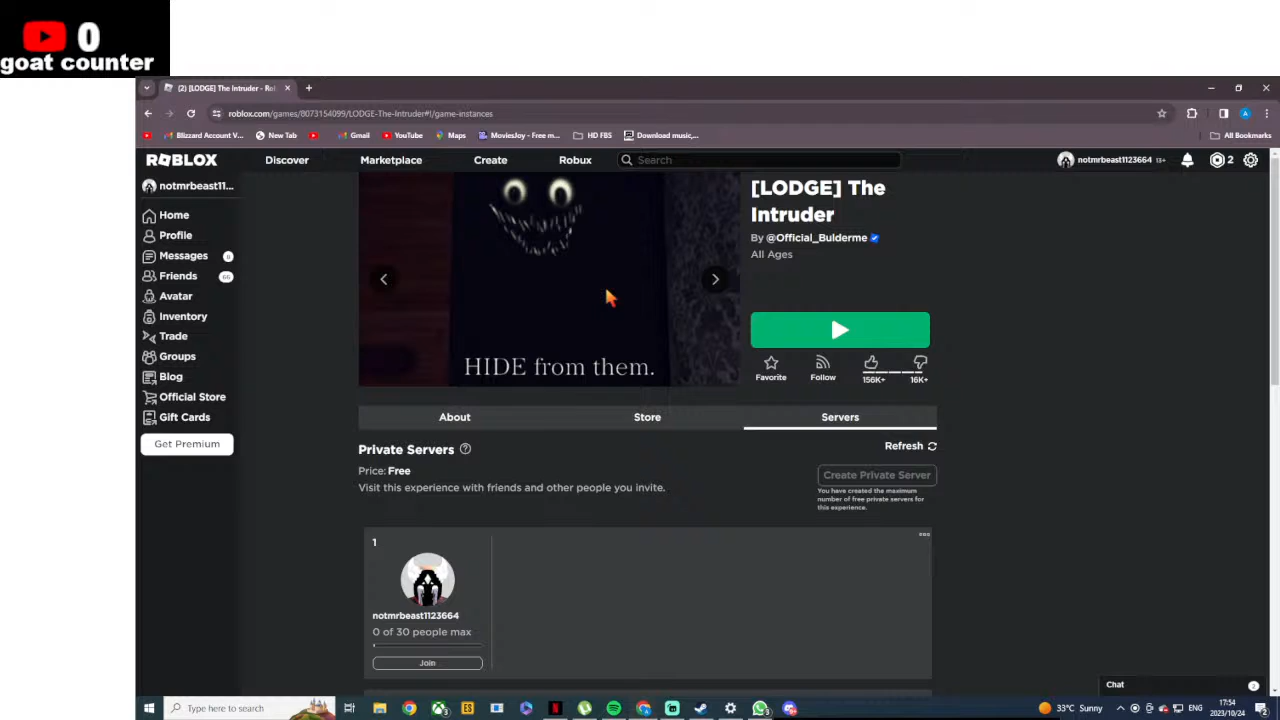 0
goat counter
(2) [LODGE] The Intruder - Ro
roblox.com/games/8073154099/LODGE-The-Intruder#!/game-instances
Blizzard Account V...
New Tab
Gmail
YouTube
Maps
MoviesJoy - Free m...
HD FBS
Download music,...
All Bookmarks
ROBLOX
Discover
Marketplace
Create
Robux
Search
notmrbeast1123664
13+
2
notmrbeast11...
Home
Profile
Messages
Friends
66
Avatar
Inventory
Trade
Groups
Blog
Official Store
Gift Cards
Get Premium
HIDE from them.
[LODGE] The
Intruder
By @Official_Bulderme
All Ages
Favorite
Follow
156K+
16K+
About
Store
Servers
Private Servers
Refresh
Price: Free
Visit this experience with friends and other people you invite.
Create Private Server
You have created the maximum
number of free private servers for
this experience.
1
notmrbeast1123664
0 of 30 people max
Join
Chat
Type here to search
33°C Sunny
ENG
17:54
2023/10/24